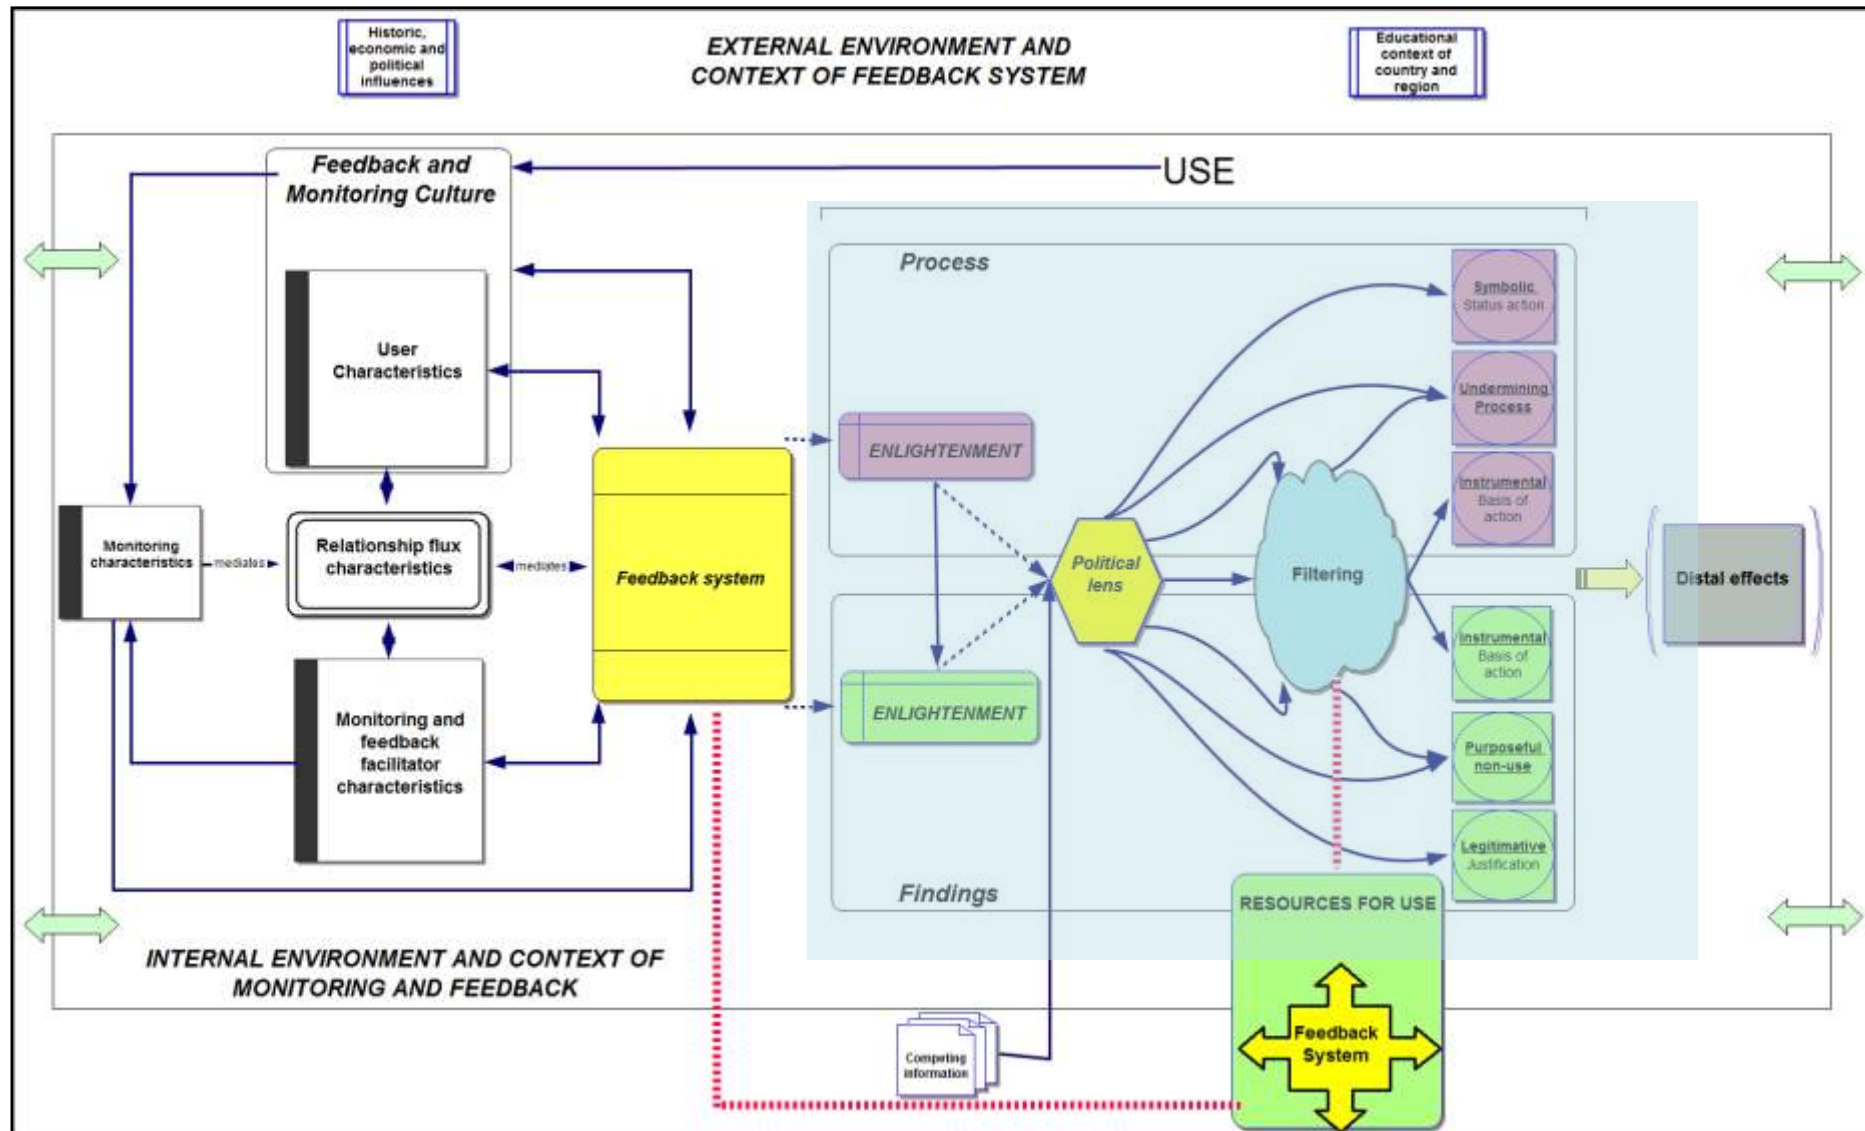 Historic,
economic and
political
influences
EXTERNAL ENVIRONMENT AND
CONTEXT OF FEEDBACK SYSTEM
Educational
context of
country and
region
Feedback and
Monitoring Culture
USE
User
Characteristics
Process
Symbolic
Status action
Undermining
Process
Instrumental
Basis of
action
ENLIGHTENMENT
Monitoring
characteristics
mediates
Relationship flux
characteristics
mediates
Feedback system
Political
lens
Filtering
Distal effects
Monitoring and
feedback
facilitator
characteristics
ENLIGHTENMENT
Instrumental
Basis of
action
Purposeful
non-use
Legitimative
Justification
Findings
RESOURCES FOR USE
INTERNAL ENVIRONMENT AND CONTEXT OF
MONITORING AND FEEDBACK
Competing
information
Feedback
System